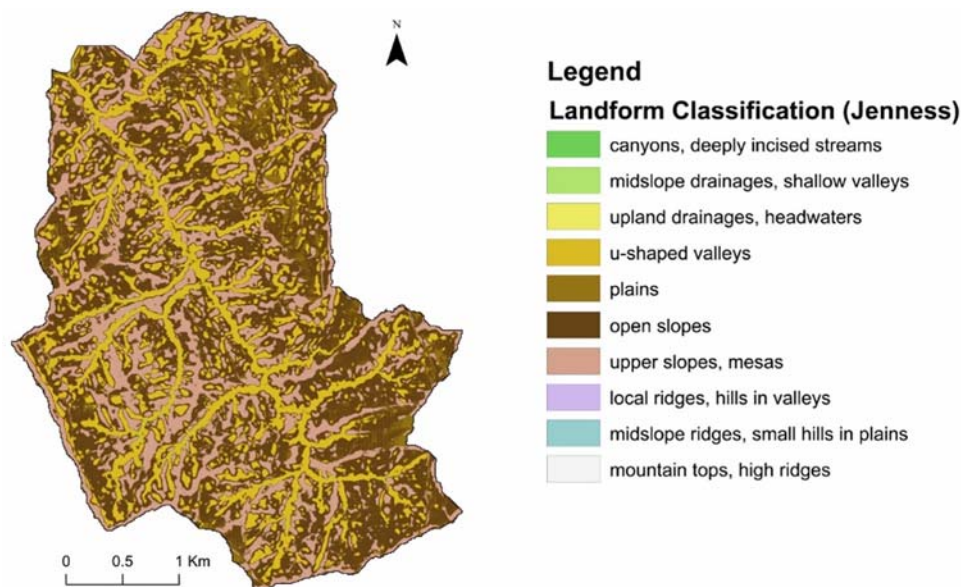 N
Legend
Landform Classification (Jenness)
canyons, deeply incised streams
midslope drainages, shallow valleys
upland drainages, headwaters
u-shaped valleys
plains
open slopes
upper slopes, mesas
local ridges, hills in valleys
midslope ridges, small hills in plains
mountain tops, high ridges
0 0.5 1 Km